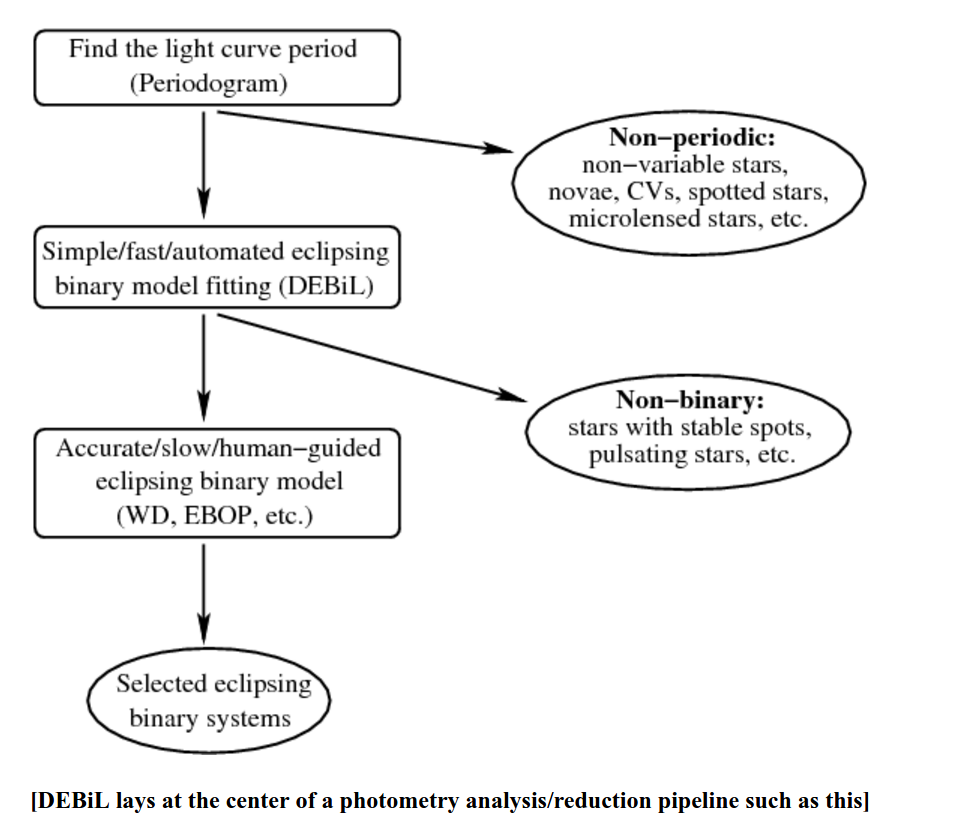 Find the light curve period
(Periodogram)
Non−periodic:
non−variable stars,
novae, CVs, spotted stars,
microlensed stars, etc.
Simple/fast/automated eclipsing
binary model fitting (DEBiL)
Non−binary:
stars with stable spots,
pulsating stars, etc.
Accurate/slow/human−guided
eclipsing binary model
(WD, EBOP, etc.)
Selected eclipsing
binary systems
[DEBiL lays at the center of a photometry analysis/reduction pipeline such as this]